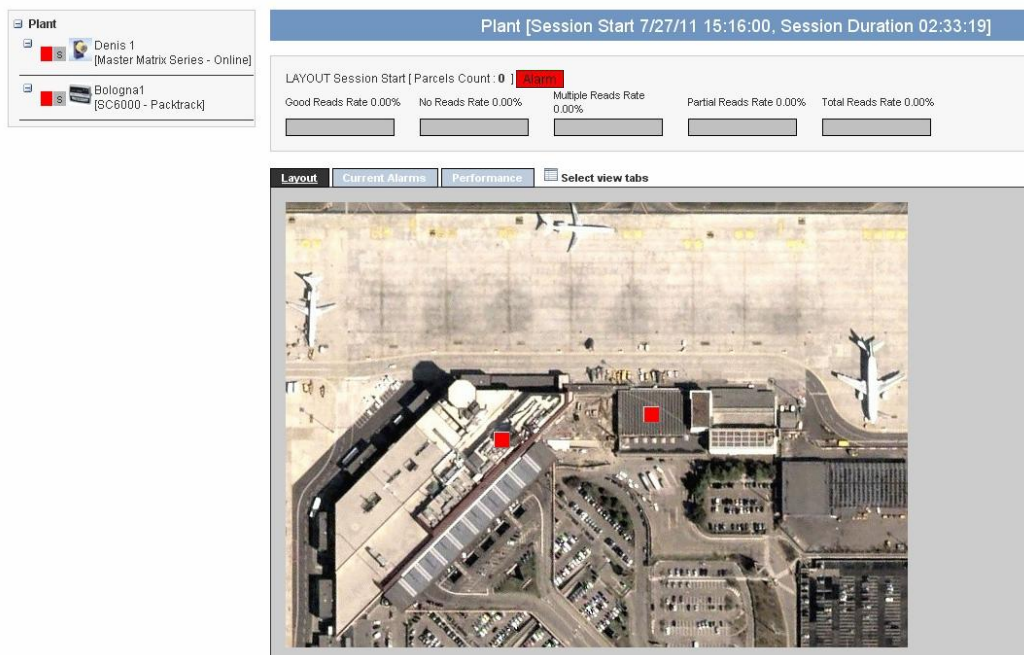 Plant
S
Denis 1
[Master Matrix Series - Online]
S
Bologna1
[SC6000 - Packtrack]
Plant [Session Start 7/27/11 15:16:00, Session Duration 02:33:19]
LAYOUT Session Start [ Parcels Count : 0 ] Alarm
Good Reads Rate 0.00%
No Reads Rate 0.00%
Multiple Reads Rate
0.00%
Partial Reads Rate 0.00%
Total Reads Rate 0.00%
Layout
Current Alarms
Performance
Select view tabs